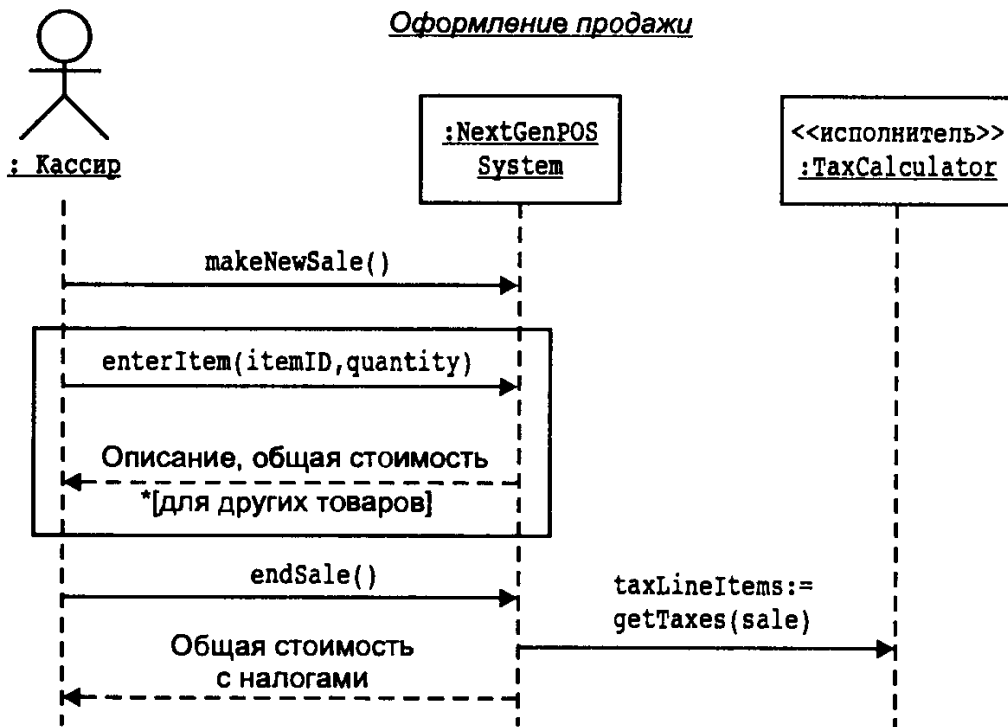 Оформление продажи
: Кассир
:NextGenPOS
System
<<исполнитель>>
:TaxCalculator
makeNewSale()
enterItem(itemID,quantity)
Описание, общая стоимость
*[для других товаров]
endSale()
taxLineItems:=
getTaxes(sale)
Общая стоимость
с налогами